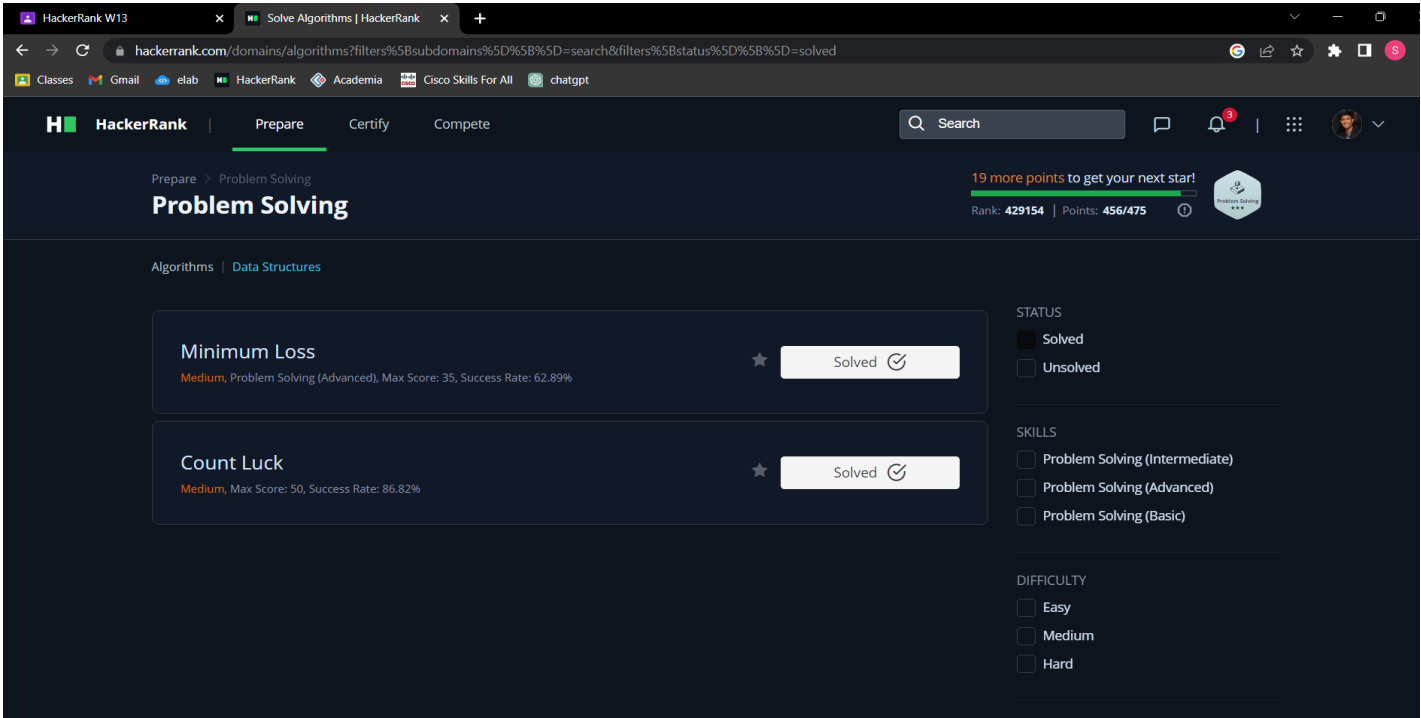 HackerRank W13
Solve Algorithms | HackerRank
hackerrank.com/domains/algorithms?filters%5Bsubdomains%5D%5B%5D=search&filters%5Bstatus%5D%5B%5D=solved
S
Classes Gmail elab HackerRank Academia Cisco Skills For All chatgpt
H HackerRank | Prepare Certify Compete Search 3
Prepare > Problem Solving
Problem Solving
19 more points to get your next star!
Rank: 429154 | Points: 456/475
Problem Solving
Algorithms | Data Structures
Minimum Loss
Medium, Problem Solving (Advanced), Max Score: 35, Success Rate: 62.89%
Solved
Count Luck
Medium, Max Score: 50, Success Rate: 86.82%
Solved
STATUS
Solved
Unsolved
SKILLS
Problem Solving (Intermediate)
Problem Solving (Advanced)
Problem Solving (Basic)
DIFFICULTY
Easy
Medium
Hard